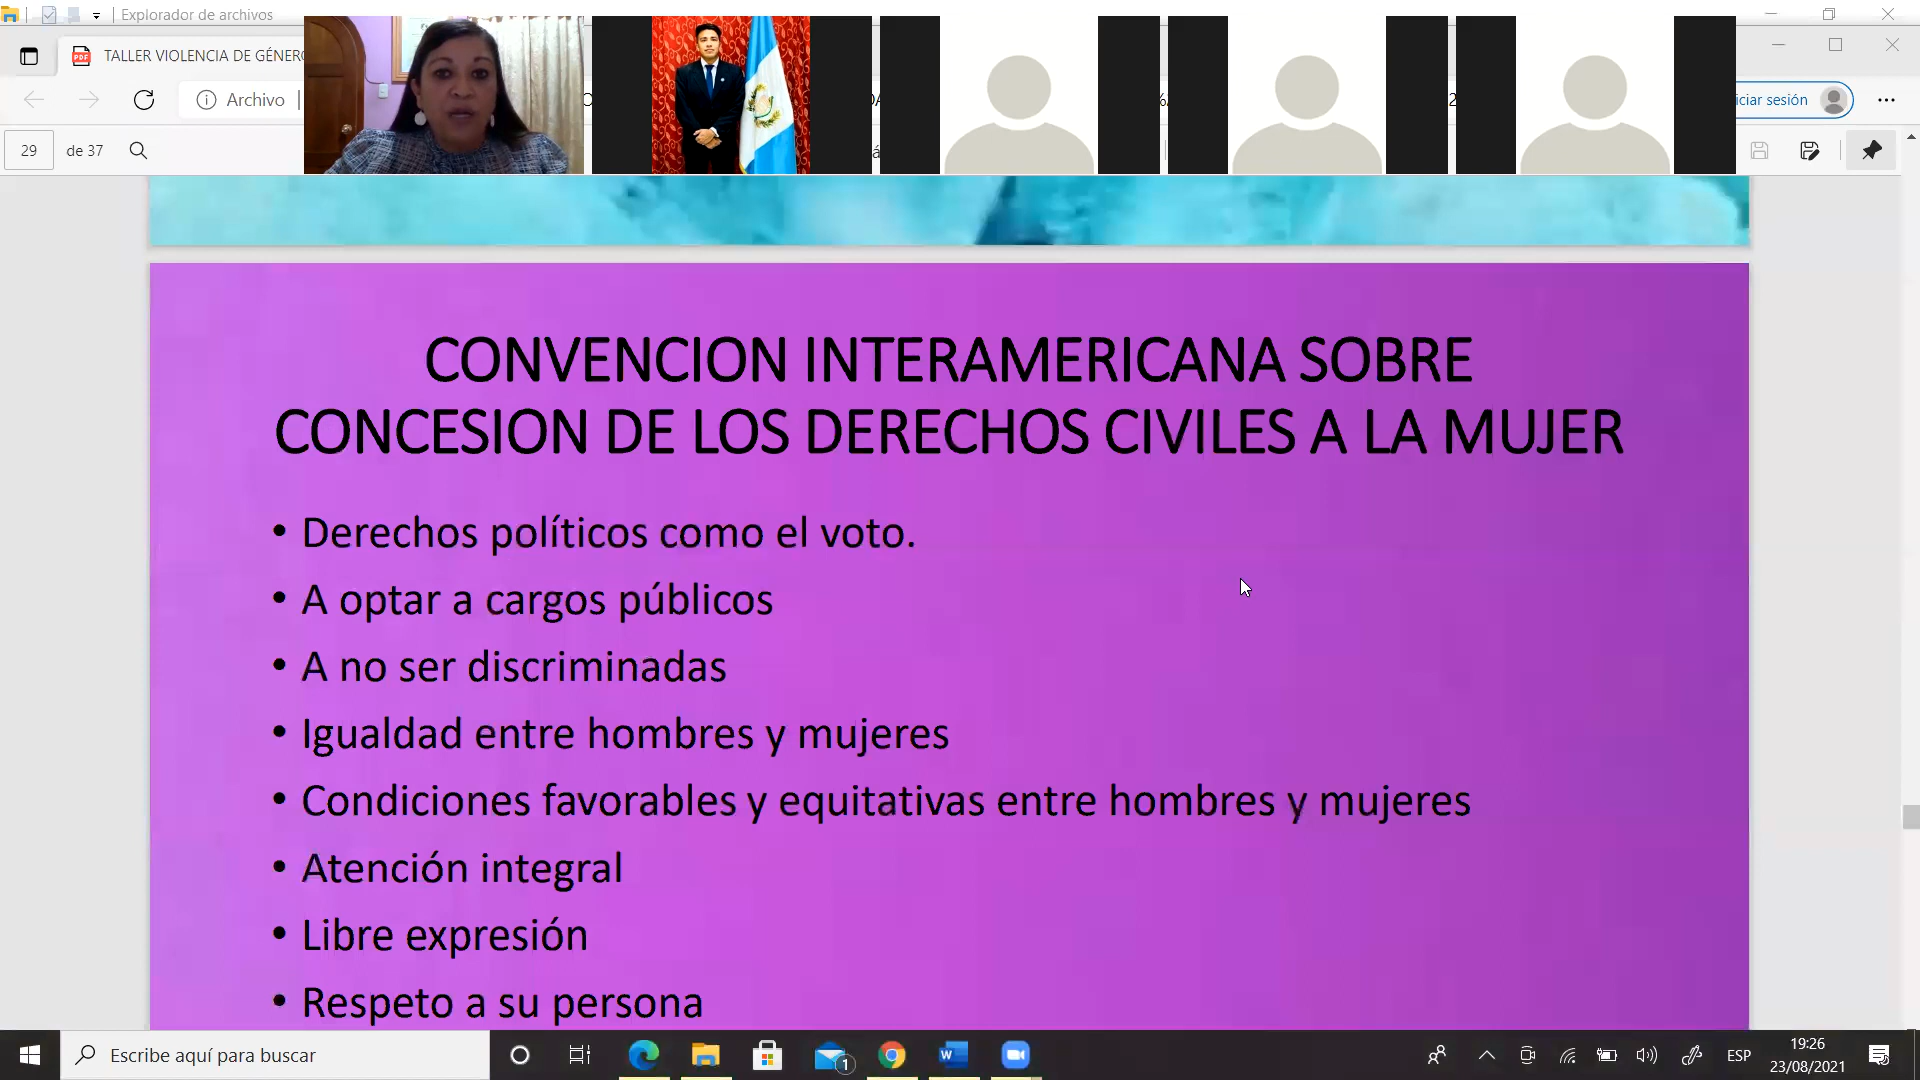 Explorador de archivos
TALLER VIOLENCIA DE GÉNERO
Archivo
iciar sesión
29 de 37
CONVENCION INTERAMERICANA SOBRE
CONCESION DE LOS DERECHOS CIVILES A LA MUJER
• Derechos políticos como el voto.
• A optar a cargos públicos
• A no ser discriminadas
• Igualdad entre hombres y mujeres
• Condiciones favorables y equitativas entre hombres y mujeres
• Atención integral
• Libre expresión
• Respeto a su persona
Escribe aquí para buscar
1
ESP
19:26
23/08/2021